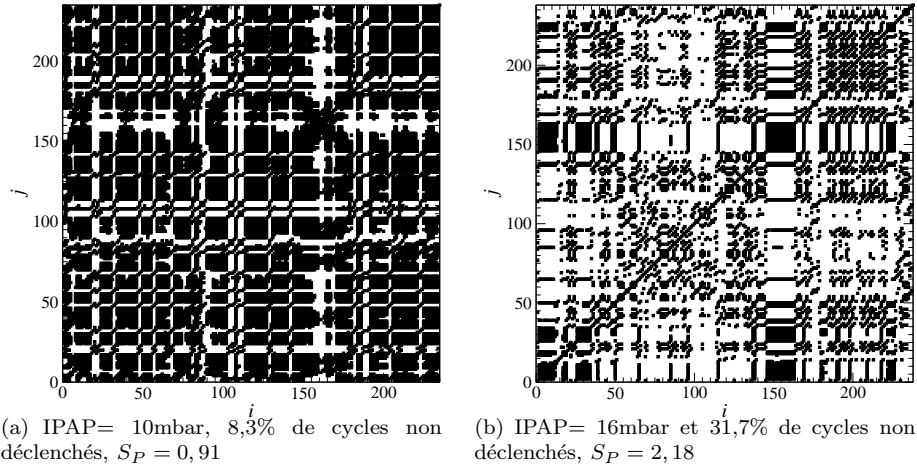 200
150
100
50
0
j
0 50 100 150 200
i
(a) IPAP= 10mbar, 8,3% de cycles non
déclenchés, S_P = 0, 91
200
150
100
50
0
j
0 50 100 150 200
i
(b) IPAP= 16mbar et 31,7% de cycles non
déclenchés, S_P = 2, 18